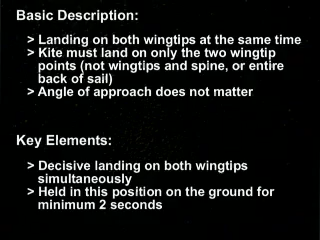 Basic Description:
> Landing on both wingtips at the same time
> Kite must land on only the two wingtip
points (not wingtips and spine, or entire
back of sail)
> Angle of approach does not matter
Key Elements:
> Decisive landing on both wingtips
simultaneously
> Held in this position on the ground for
minimum 2 seconds